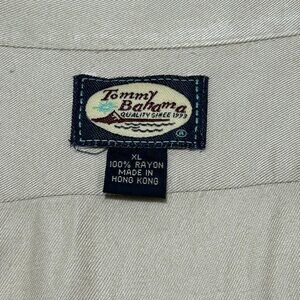 Tommy
Bahama
QUALITY SINCE 1993
XL
100% RAYON
MADE IN
HONG KONG